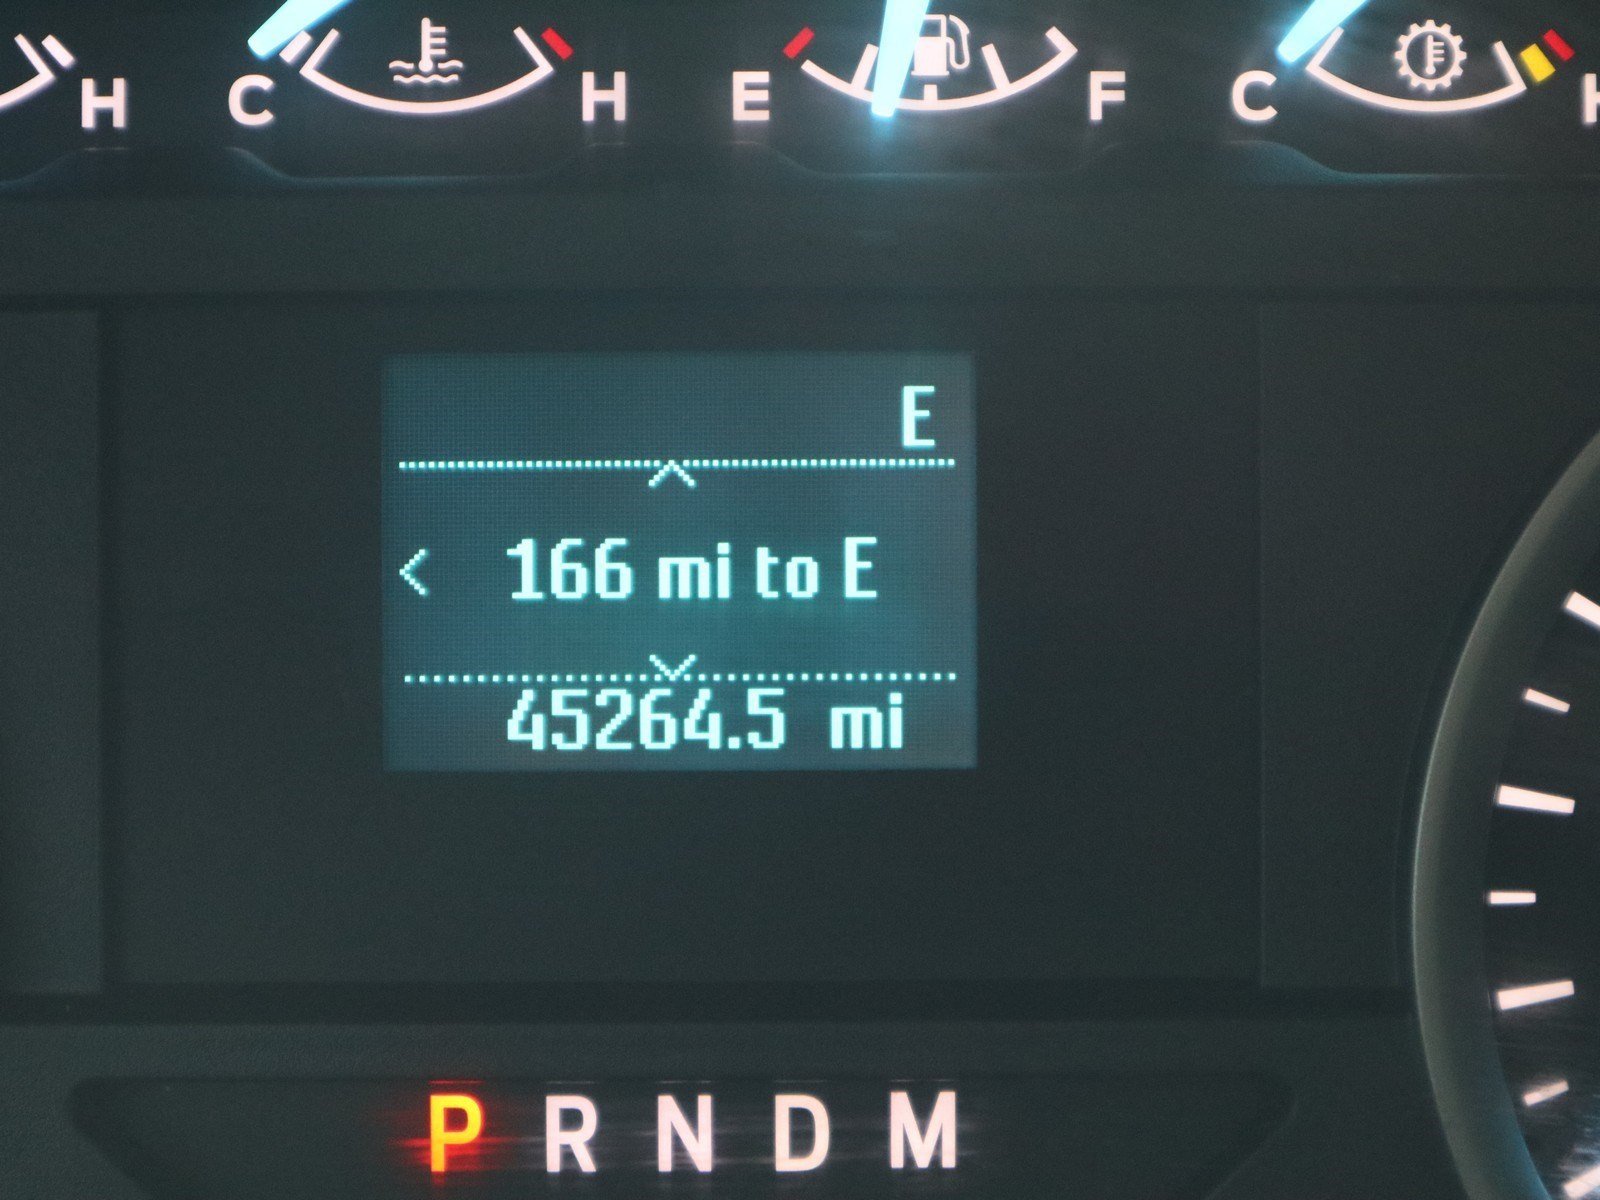 H C H E F C H
E
166 mi to E
45264.5 mi
P R N D M